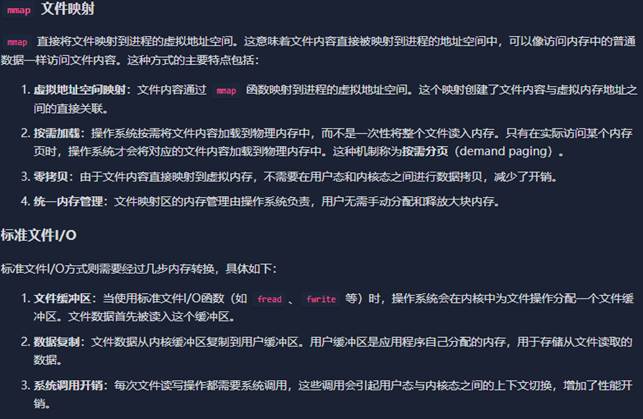 mmap 文件映射
mmap 直接将文件映射到进程的虚拟地址空间。这意味着文件内容直接被映射到进程的地址空间中，可以像访问内存中的普通
数据一样访问文件内容。这种方式的主要特点包括：
1. 虚拟地址空间映射：文件内容通过 mmap 函数映射到进程的虚拟地址空间。这个映射创建了文件内容与虚拟内存地址之
间的直接关联。
2. 按需加载：操作系统按需将文件内容加载到物理内存中，而不是一次性将整个文件读入内存。只有在实际访问某个内存
页时，操作系统才会将对应的文件内容加载到物理内存中。这种机制称为按需分页（demand paging）。
3. 零拷贝：由于文件内容直接映射到虚拟内存，不需要在用户态和内核态之间进行数据拷贝，减少了开销。
4. 统一内存管理：文件映射区的内存管理由操作系统负责，用户无需手动分配和释放大块内存。
标准文件I/O
标准文件I/O方式则需要经过几步内存转换，具体如下：
1. 文件缓冲区：当使用标准文件I/O函数（如 fread 、 fwrite 等）时，操作系统会在内核中为文件操作分配一个文件缓
冲区。文件数据首先被读入这个缓冲区。
2. 数据复制：文件数据从内核缓冲区复制到用户缓冲区。用户缓冲区是应用程序自己分配的内存，用于存储从文件读取的
数据。
3. 系统调用开销：每次文件读写操作都需要系统调用，这些调用会引起用户态与内核态之间的上下文切换，增加了性能开
销。